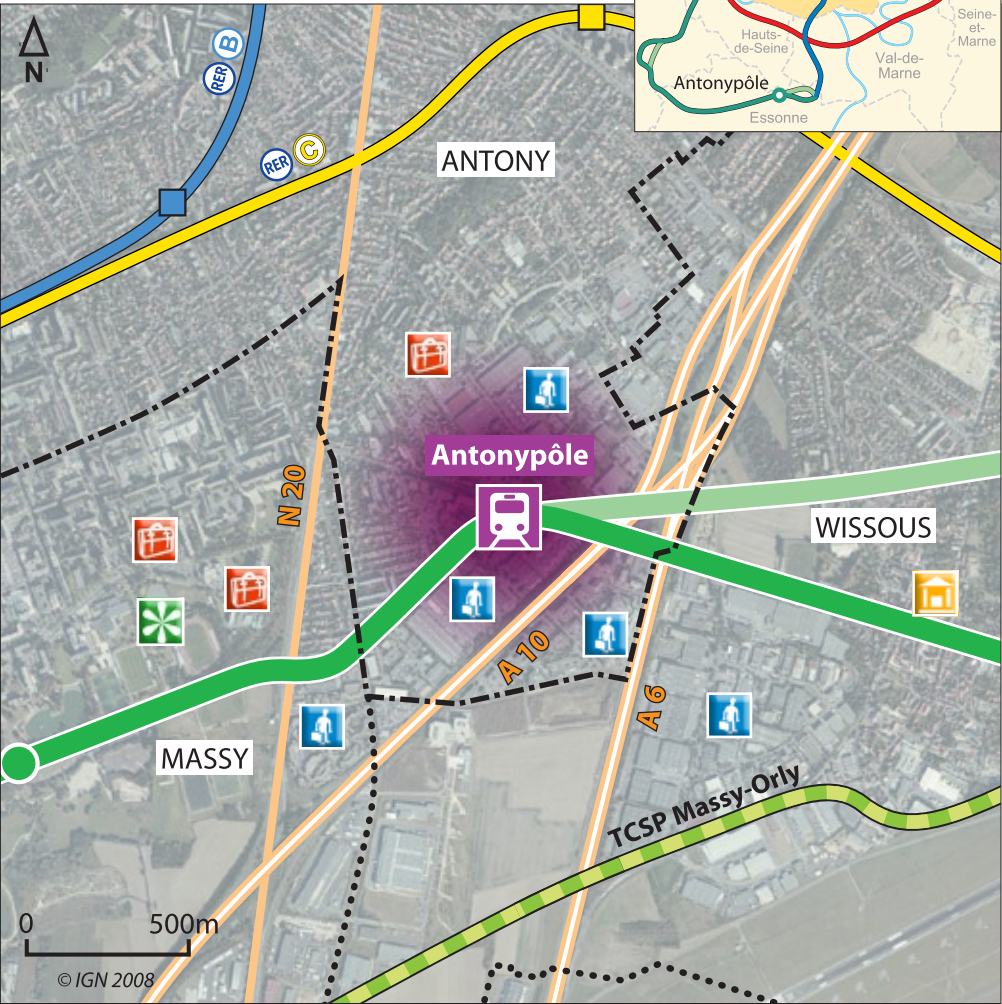 N
RER B
RER C
ANTONY
Seine-
et-
Marne
Hauts-
de-Seine
Val-de-
Marne
Antonypôle
Essonne
Antonypôle
N 20
WISSOUS
A 10
A 6
MASSY
TCSP Massy-Orly
0 500m
© IGN 2008